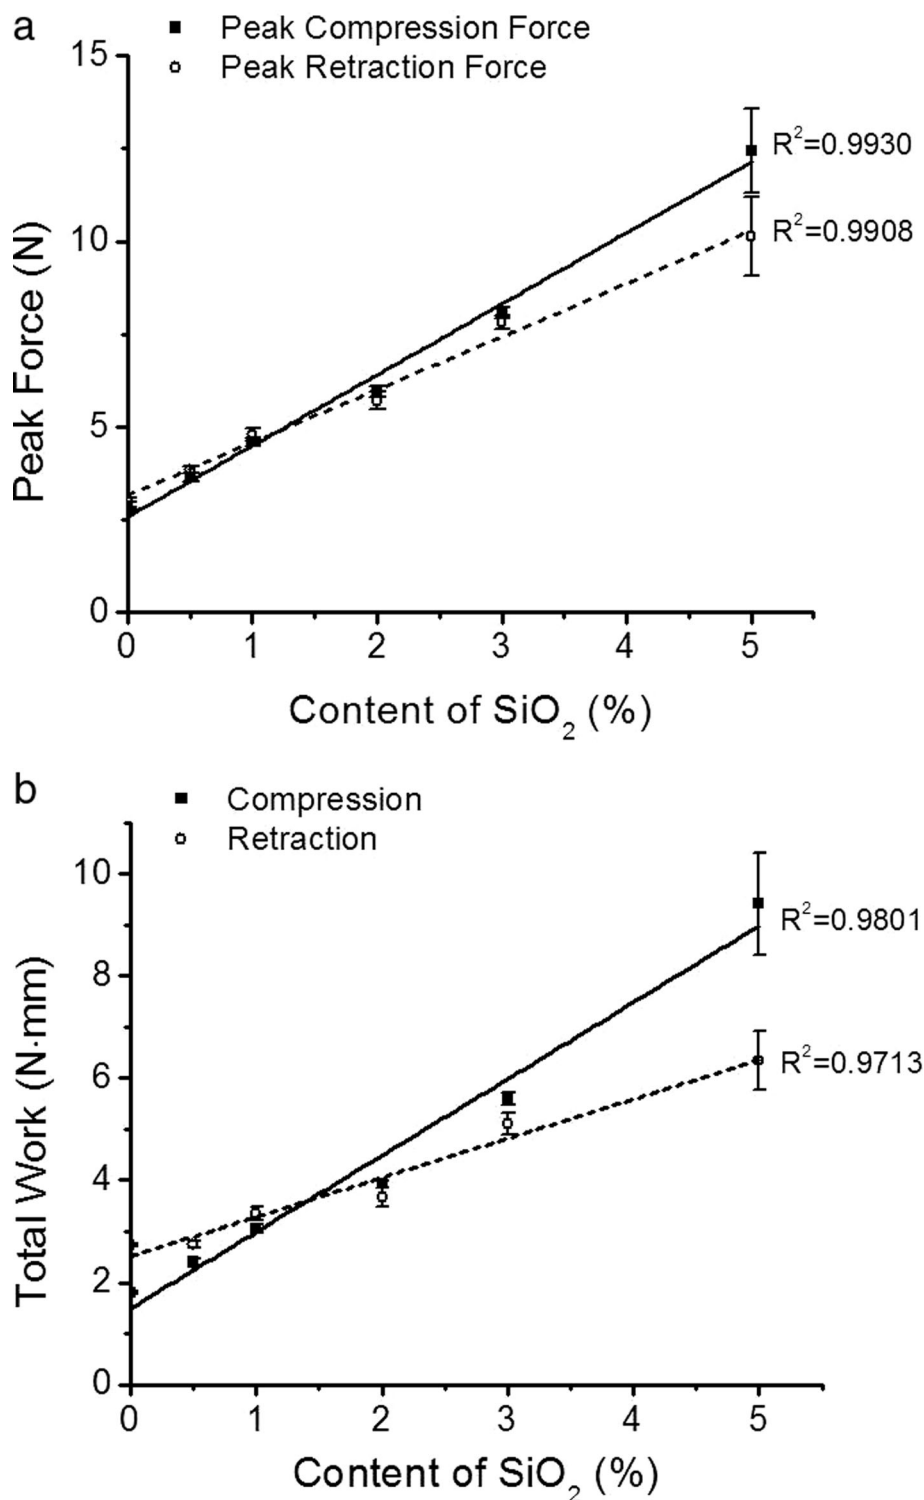 a
Peak Compression Force
Peak Retraction Force
15
10
5
0
Peak Force (N)
R²=0.9930
R²=0.9908
0 1 2 3 4 5
Content of SiO₂ (%)
b
Compression
Retraction
10
8
6
4
2
0
Total Work (N·mm)
R²=0.9801
R²=0.9713
0 1 2 3 4 5
Content of SiO₂ (%)